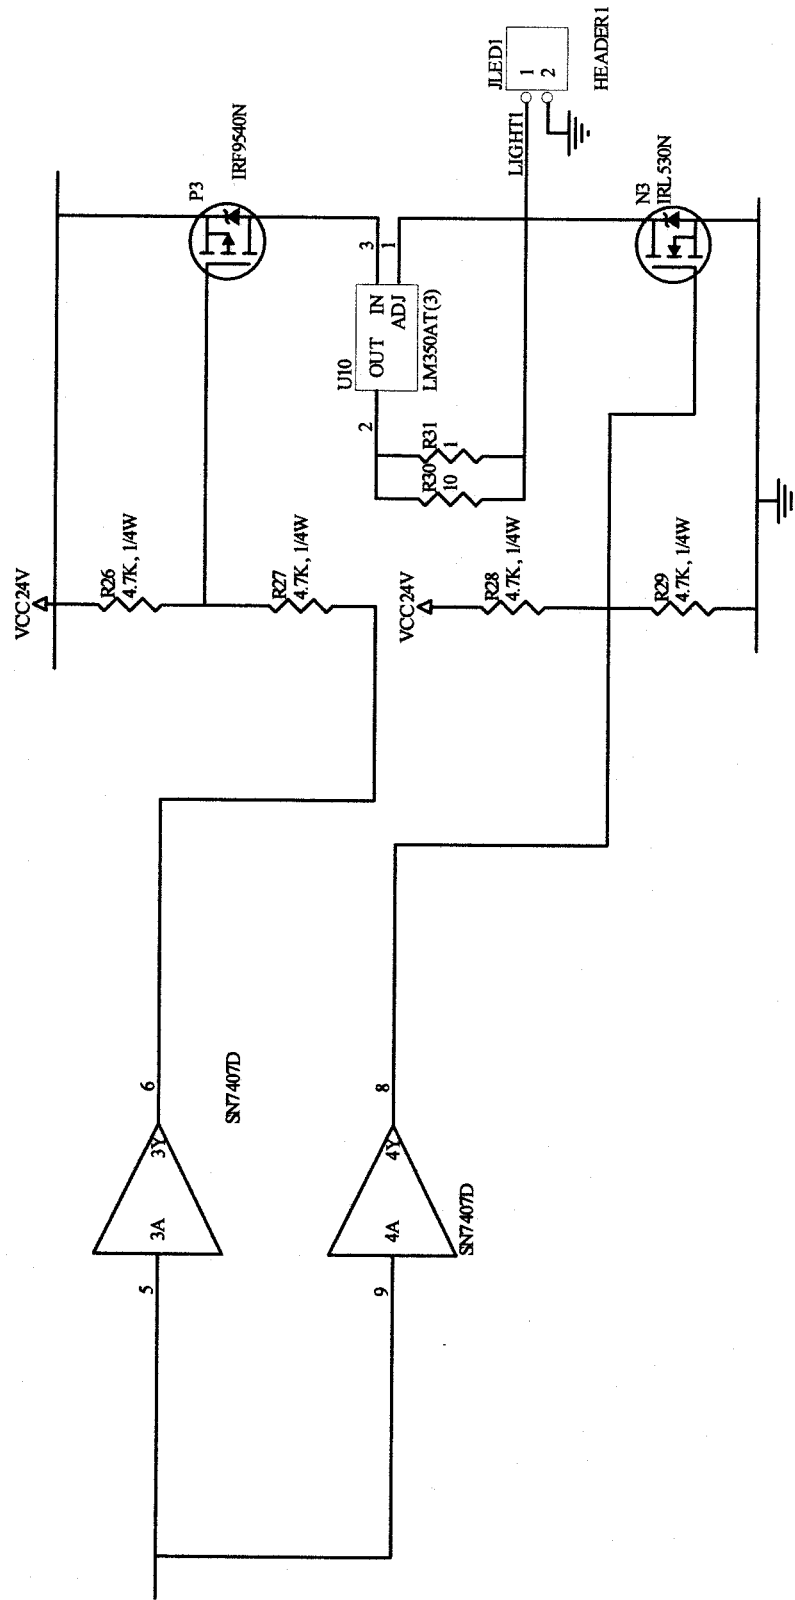 VCC24V
R26
4.7K, 1/4W
R27
4.7K, 1/4W
P3
IRF9540N
5
3A
3Y
6
SN7407D
VCC24V
R28
4.7K, 1/4W
R29
4.7K, 1/4W
9
4A
4Y
8
SN7407D
U10
OUT
IN
ADJ
LM350AT(3)
2
3
1
R30
10
R31
1
LIGHT1
JLED1
1
2
HEADER1
N3
IRL530N